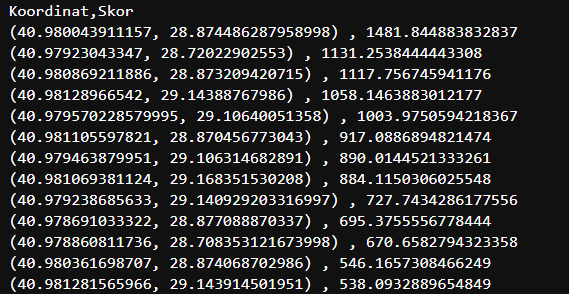 Koordinat,Skor
(40.980043911157, 28.874486287958998) , 1481.844883832837
(40.97923043347, 28.72022902553) , 1131.2538444443308
(40.980869211886, 28.873209420715) , 1117.756745941176
(40.98128966542, 29.14388767986) , 1058.1463883012177
(40.979570228579995, 29.10640051358) , 1003.9750594218367
(40.981105597821, 28.870456773043) , 917.0886894821474
(40.979463879951, 29.106314682891) , 890.0144521333261
(40.981069381124, 29.168351530208) , 884.1150306025548
(40.979238685633, 29.140929203316997) , 727.7434286177556
(40.978691033322, 28.877088870337) , 695.3755556778444
(40.978860811736, 28.708353121673998) , 670.6582794323358
(40.980361698707, 28.874068702986) , 546.1657308466249
(40.981281565966, 29.143914501951) , 538.0932889654849